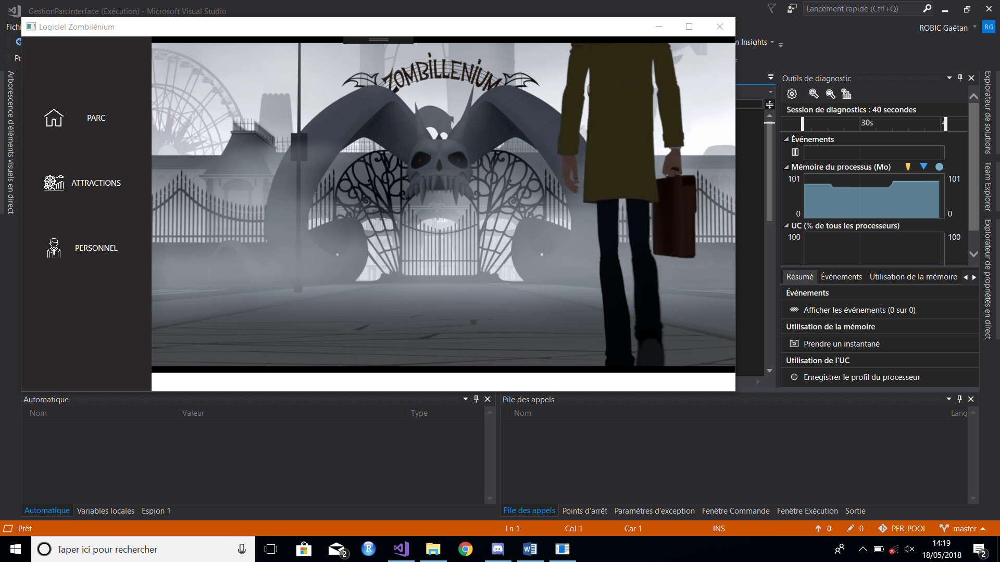 GestionParcInterface (Exécution) - Microsoft Visual Studio
Lancement rapide (Ctrl+Q)
Fichi
Logiciel Zombilénium
ROBIC Gaëtan
RG
n Insights
Pr
ZOMBILLENIUM
PARC
ATTRACTIONS
PERSONNEL
Arborescence d'éléments visuels en direct
Outils de diagnostic
Session de diagnostics : 40 secondes
30s
Événements
Mémoire du processus (Mo)
101
101
0
0
UC (% de tous les processeurs)
100
100
Résumé
Événements
Utilisation de la mémoire
Événements
Afficher les événements (0 sur 0)
Utilisation de la mémoire
Prendre un instantané
Utilisation de l'UC
Enregistrer le profil du processeur
Explorateur de solutions
Team Explorer
Explorateur de propriétés en direct
Automatique
Nom
Valeur
Type
Automatique
Variables locales
Espion 1
Pile des appels
Nom
Lang
Pile des appels
Points d'arrêt
Paramètres d'exception
Fenêtre Commande
Fenêtre Exécution
Sortie
Prêt
Ln 1
Col 1
Car 1
INS
0
0
PFR_POOI
master
Taper ici pour rechercher
2
R
14:19
18/05/2018
2